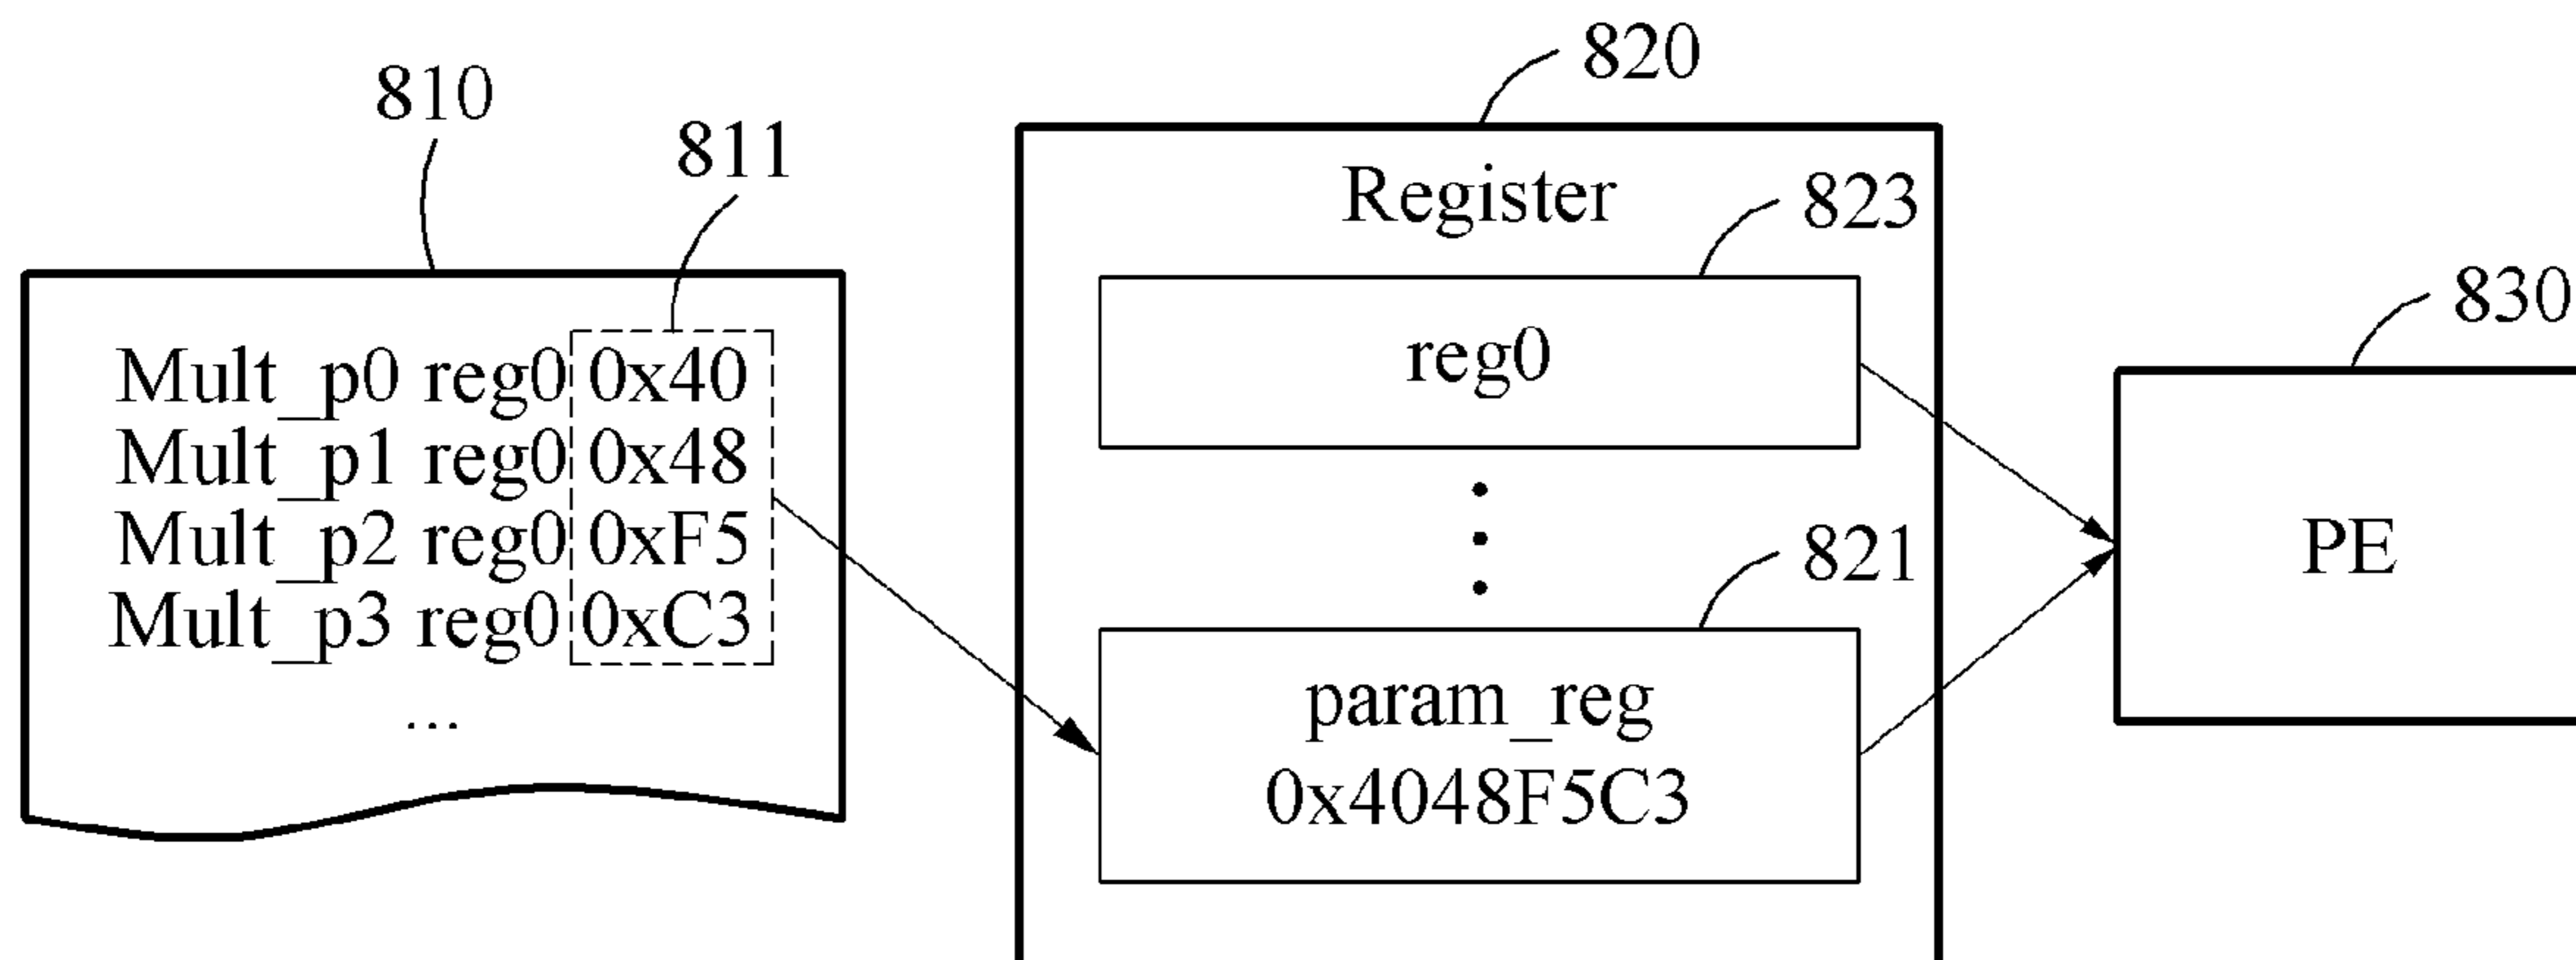 810
811
Mult_p0 reg0 0x40
Mult_p1 reg0 0x48
Mult_p2 reg0 0xF5
Mult_p3 reg0 0xC3
...
820
Register
823
reg0
821
param_reg
0x4048F5C3
830
PE